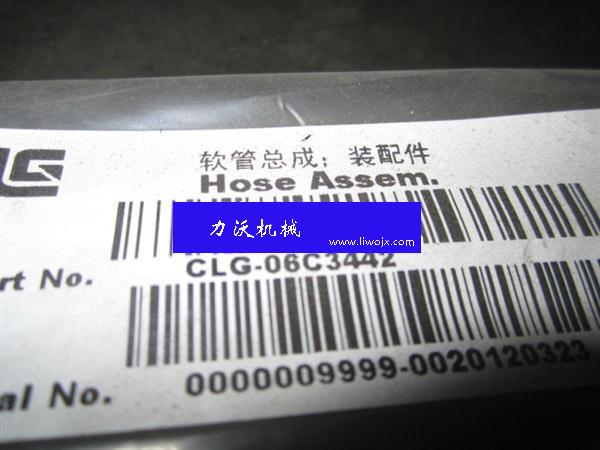 LG
软管总成；装配件
Hose Assem.
力沃机械
www.liwojx.com
rt No.
CLG-06C3442
al No.
0000009999-0020120323